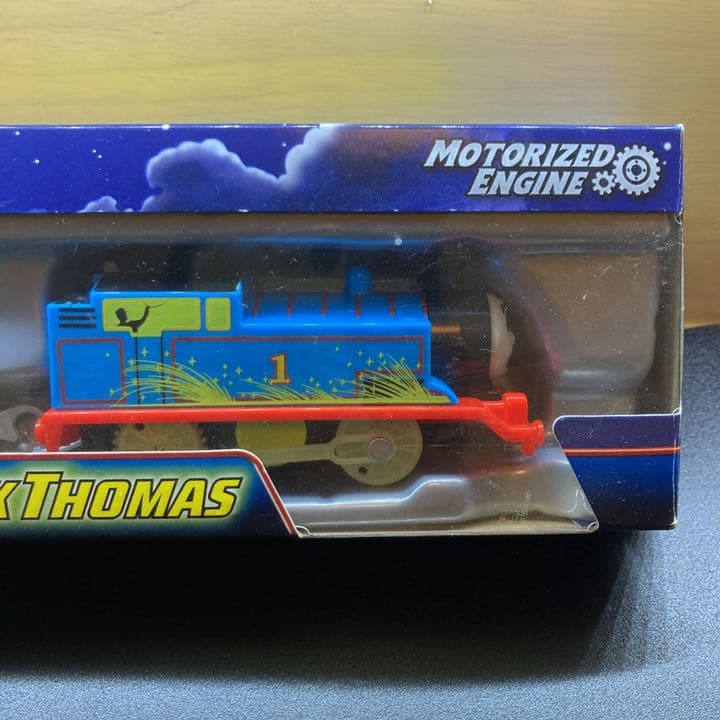 MOTORIZED
ENGINE
1
K THOMAS